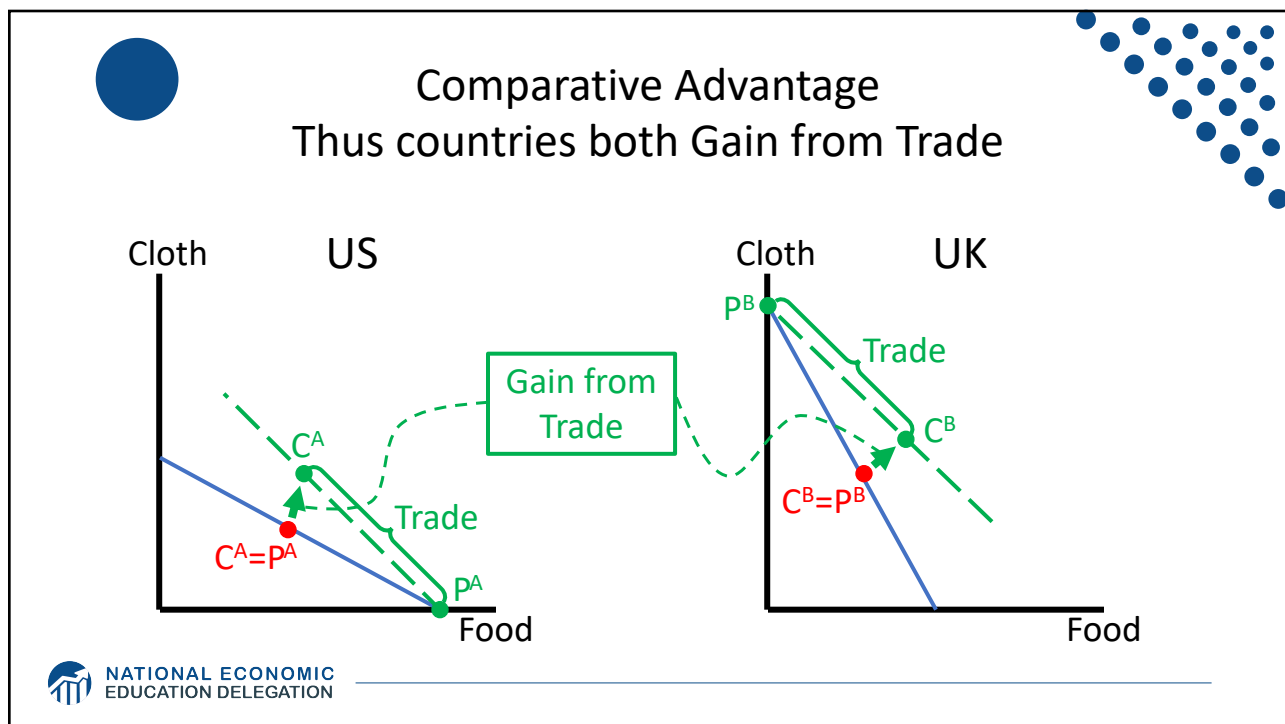 Comparative Advantage
Thus countries both Gain from Trade
Cloth
US
Cloth
UK
P^B
Trade
Gain from
Trade
C^A
C^B
Trade
C^B=P^B
C^A=P^A
P^A
Food
Food
NATIONAL ECONOMIC
EDUCATION DELEGATION